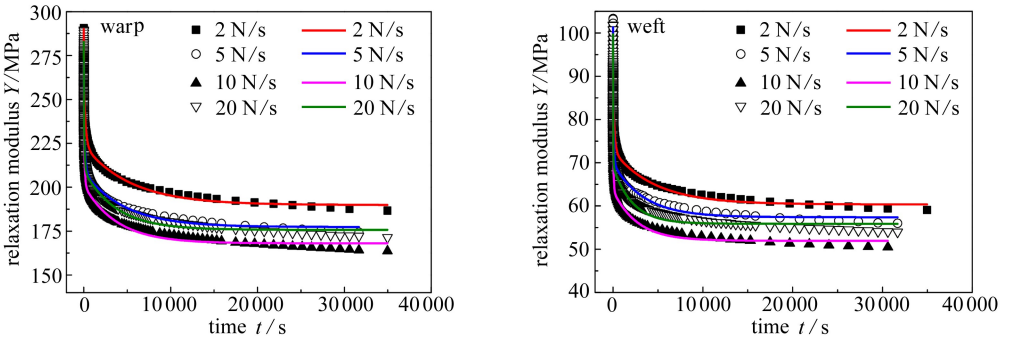 warp
2 N/s 2 N/s
5 N/s 5 N/s
10 N/s 10 N/s
20 N/s 20 N/s
300
275
250
225
200
175
150
relaxation modulus Y/MPa
0 10 000 20 000 30 000 40 000
time t/s
weft
2 N/s 2 N/s
5 N/s 5 N/s
10 N/s 10 N/s
20 N/s 20 N/s
100
90
80
70
60
50
40
relaxation modulus Y/MPa
0 10 000 20 000 30 000 40 000
time t/s